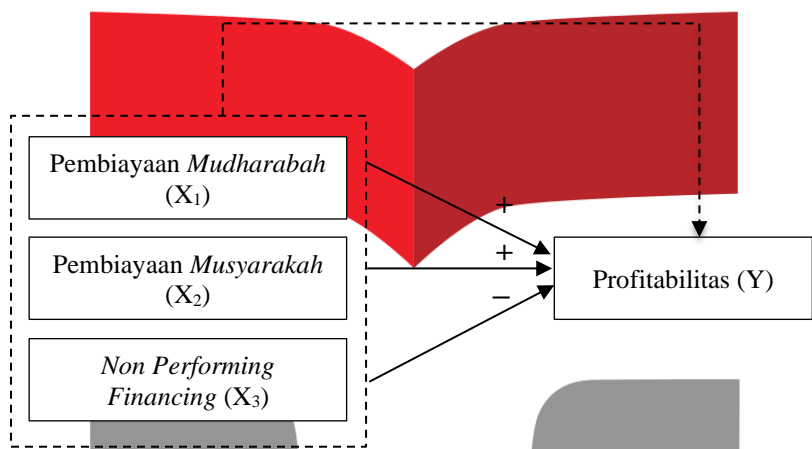 Pembiayaan Mudharabah
(X₁)
+
Pembiayaan Musyarakah
(X₂)
+
Profitabilitas (Y)
−
Non Performing
Financing (X₃)